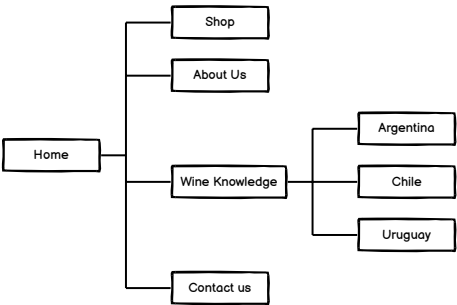 Shop
About Us
Home
Wine Knowledge
Argentina
Chile
Uruguay
Contact us